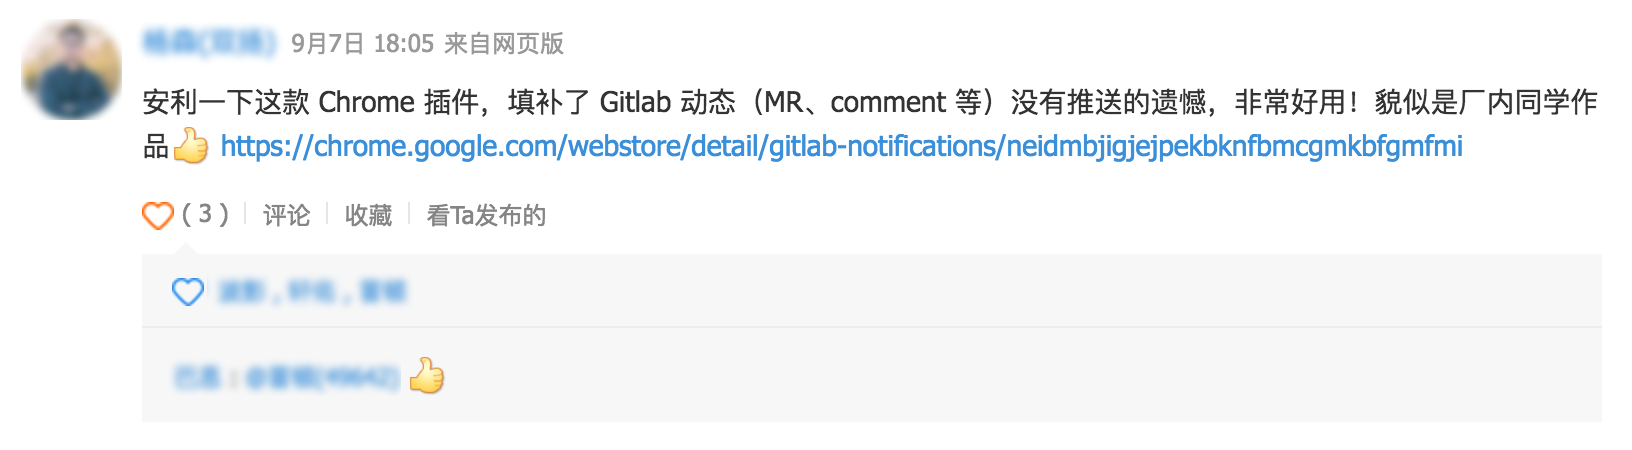 9月7日 18:05 来自网页版
安利一下这款 Chrome 插件，填补了 Gitlab 动态（MR、comment 等）没有推送的遗憾，非常好用！貌似是厂内同学作
品👍 https://chrome.google.com/webstore/detail/gitlab-notifications/neidmbjigjejpekbknfbmcgmkbfgmfmi
( 3 ) 评论 收藏 看Ta发布的